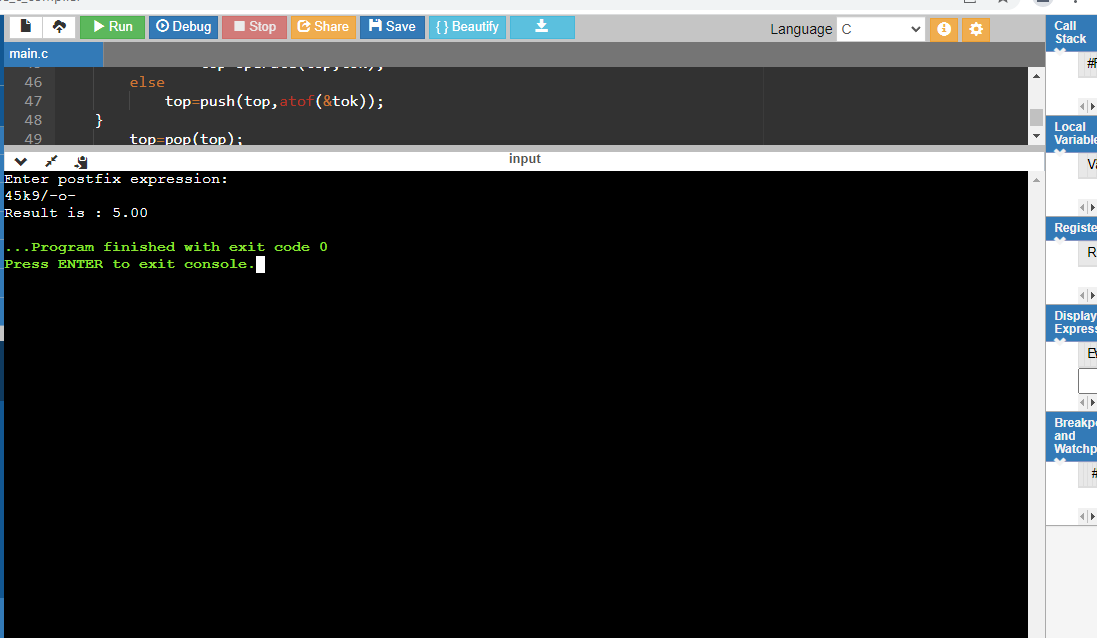 Run Debug Stop Share Save { } Beautify
Language C
main.c
46 else
47 top=push(top,atof(&tok));
48 }
49 top=pop(top);
input
Enter postfix expression:
45k9/-o-
Result is : 5.00
...Program finished with exit code 0
Press ENTER to exit console.
Call
Stack
Local
Variable
Registe
Display
Express
Breakpo
and
Watchp